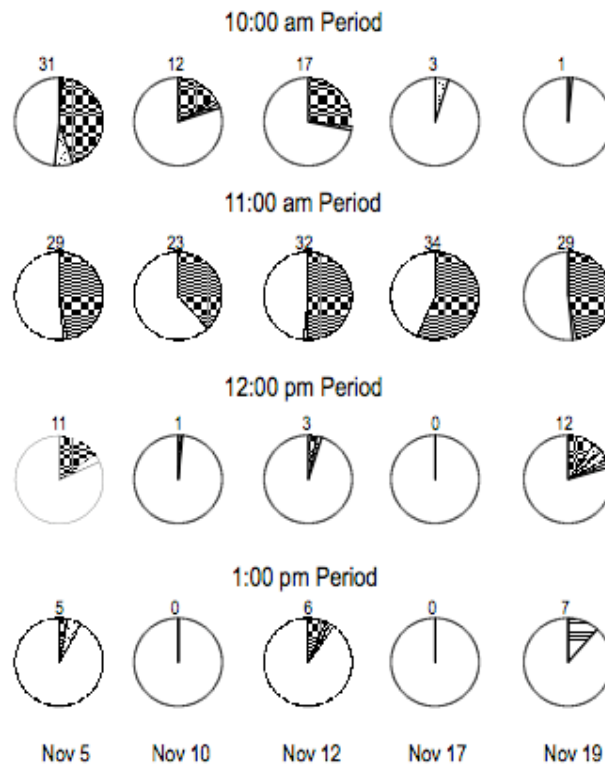 10:00 am Period
31 12 17 3 1
11:00 am Period
29 23 32 34 29
12:00 pm Period
11 1 3 0 12
1:00 pm Period
5 0 6 0 7
Nov 5 Nov 10 Nov 12 Nov 17 Nov 19